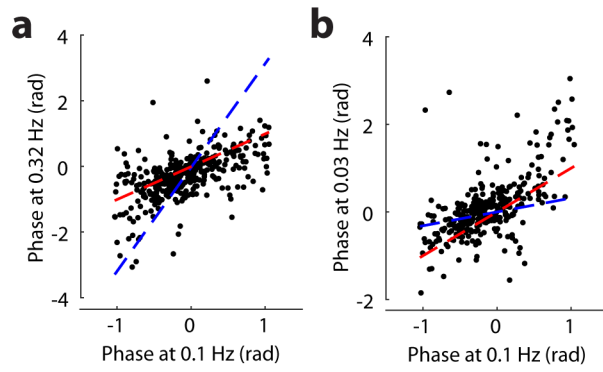 a
4
2
0
-2
-4
-1
0
1
Phase at 0.32 Hz (rad)
Phase at 0.1 Hz (rad)
b
4
2
0
-2
-1
0
1
Phase at 0.03 Hz (rad)
Phase at 0.1 Hz (rad)